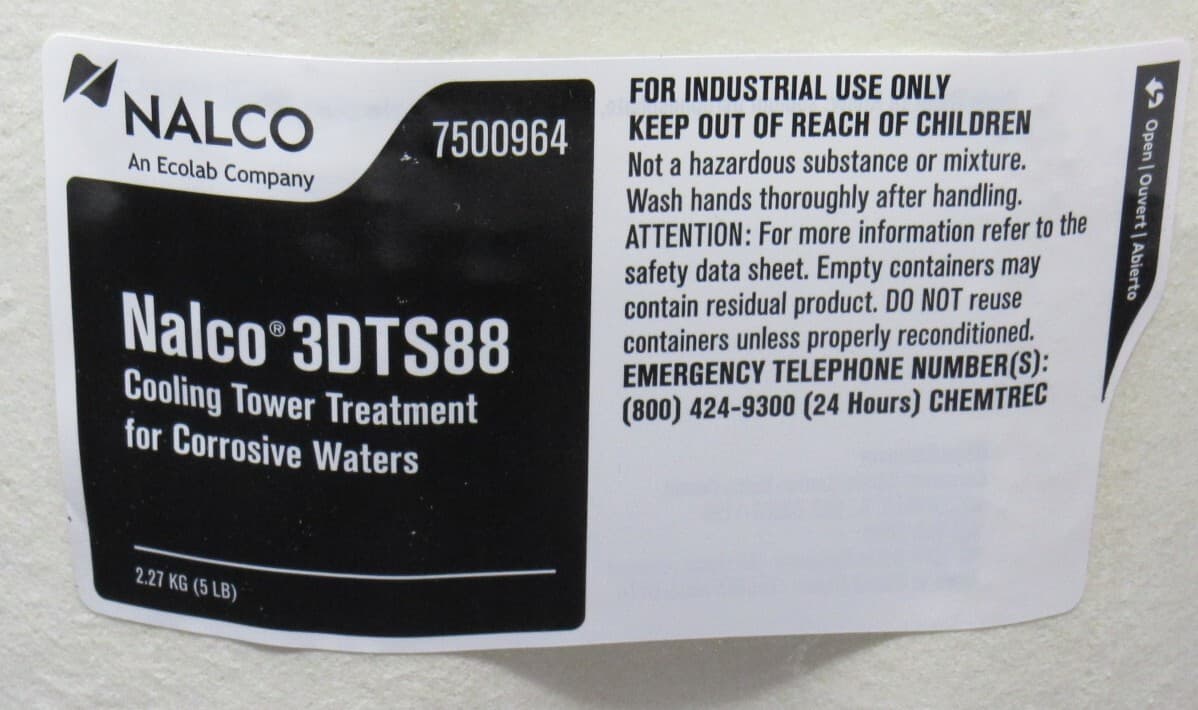 NALCO
An Ecolab Company
7500964
Nalco® 3DTS88
Cooling Tower Treatment
for Corrosive Waters
2.27 KG (5 LB)
FOR INDUSTRIAL USE ONLY
KEEP OUT OF REACH OF CHILDREN
Not a hazardous substance or mixture.
Wash hands thoroughly after handling.
ATTENTION: For more information refer to the
safety data sheet. Empty containers may
contain residual product. DO NOT reuse
containers unless properly reconditioned.
EMERGENCY TELEPHONE NUMBER(S):
(800) 424-9300 (24 Hours) CHEMTREC
Open | Ouvert | Abierto